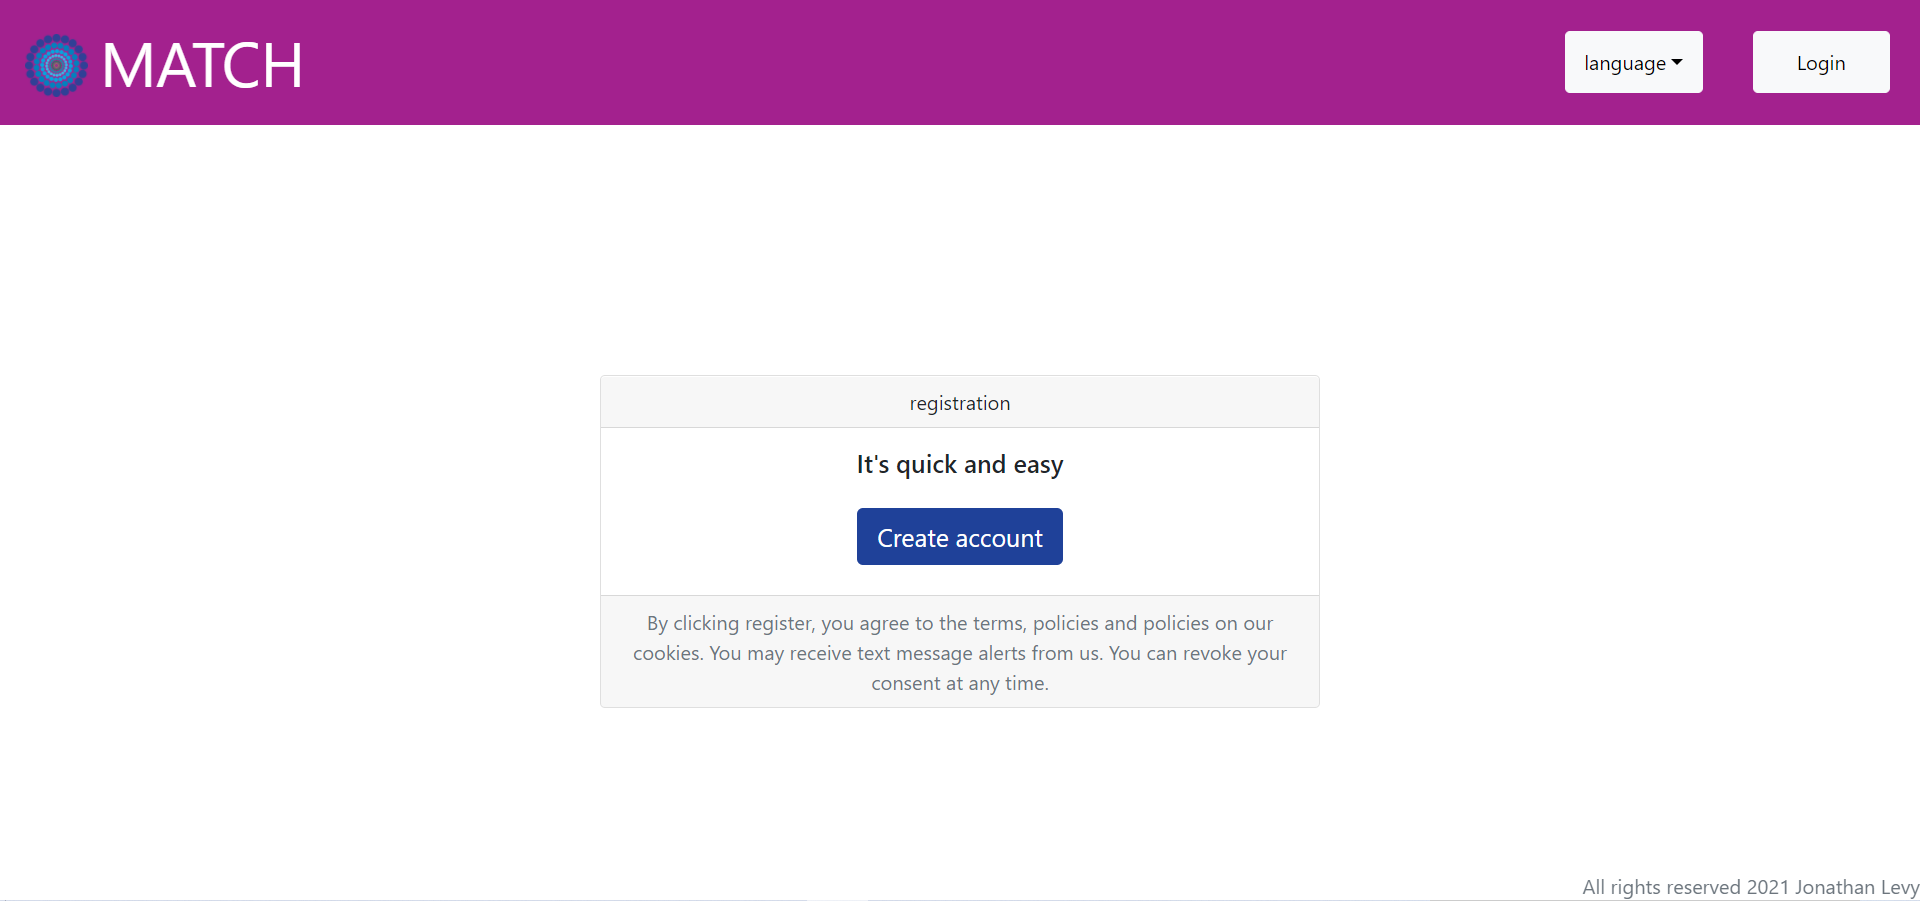 MATCH
language
Login
registration
It's quick and easy
Create account
By clicking register, you agree to the terms, policies and policies on our
cookies. You may receive text message alerts from us. You can revoke your
consent at any time.
All rights reserved 2021 Jonathan Levy